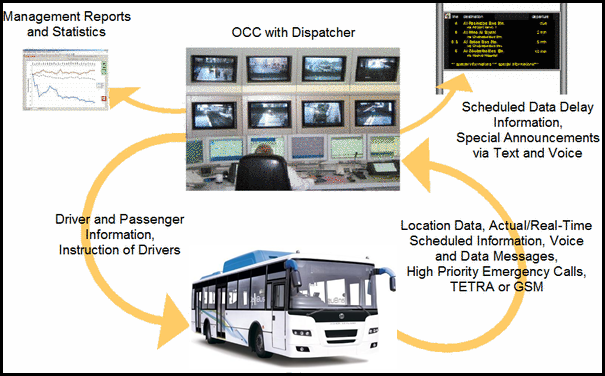 Management Reports
and Statistics
OCC with Dispatcher
destination
departure
Scheduled Data Delay
Information,
Special Announcements
via Text and Voice
Driver and Passenger
Information,
Instruction of Drivers
Location Data, Actual/Real-Time
Scheduled Information, Voice
and Data Messages,
High Priority Emergency Calls,
TETRA or GSM